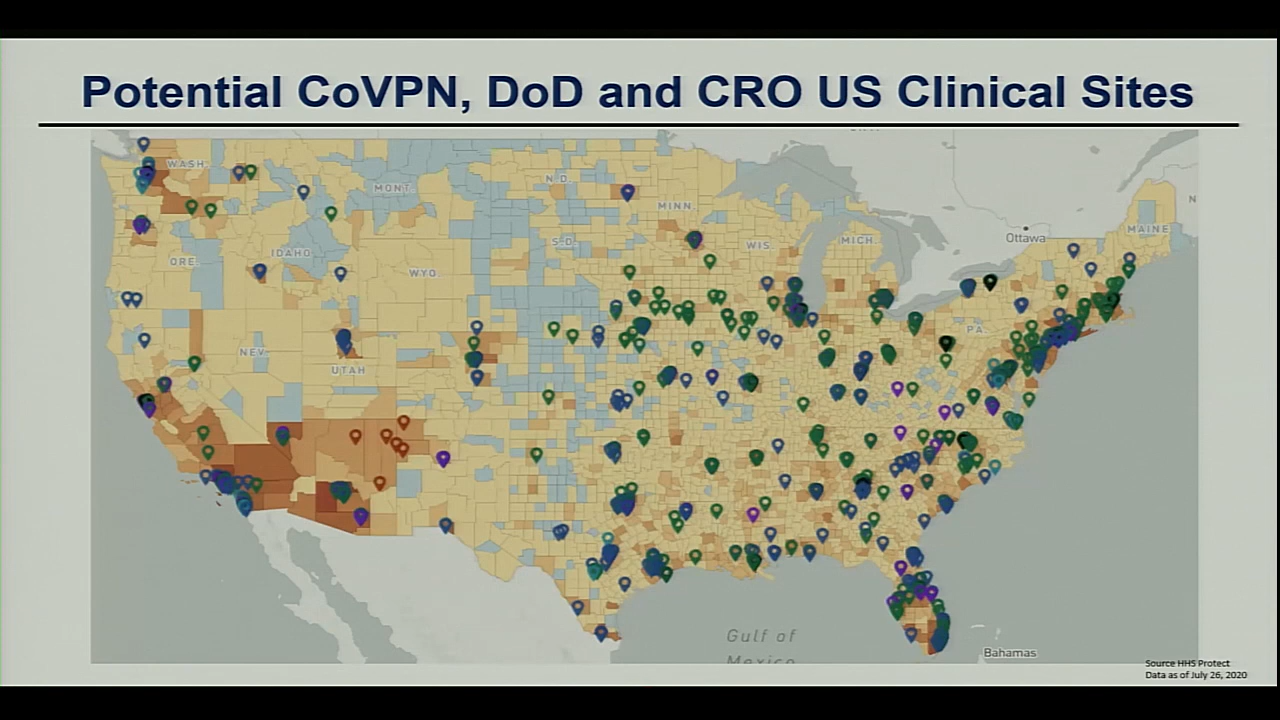 Potential CoVPN, DoD and CRO US Clinical Sites
WASH.
MONT.
N.D.
MINN.
Ottawa
MAINE
N
ORE.
IDAHO
WYO.
S.D.
WIS.
MICH.
NEV.
UTAH
PA.
Gulf of
Mexico
Bahamas
Source HHS Protect
Data as of July 26, 2020